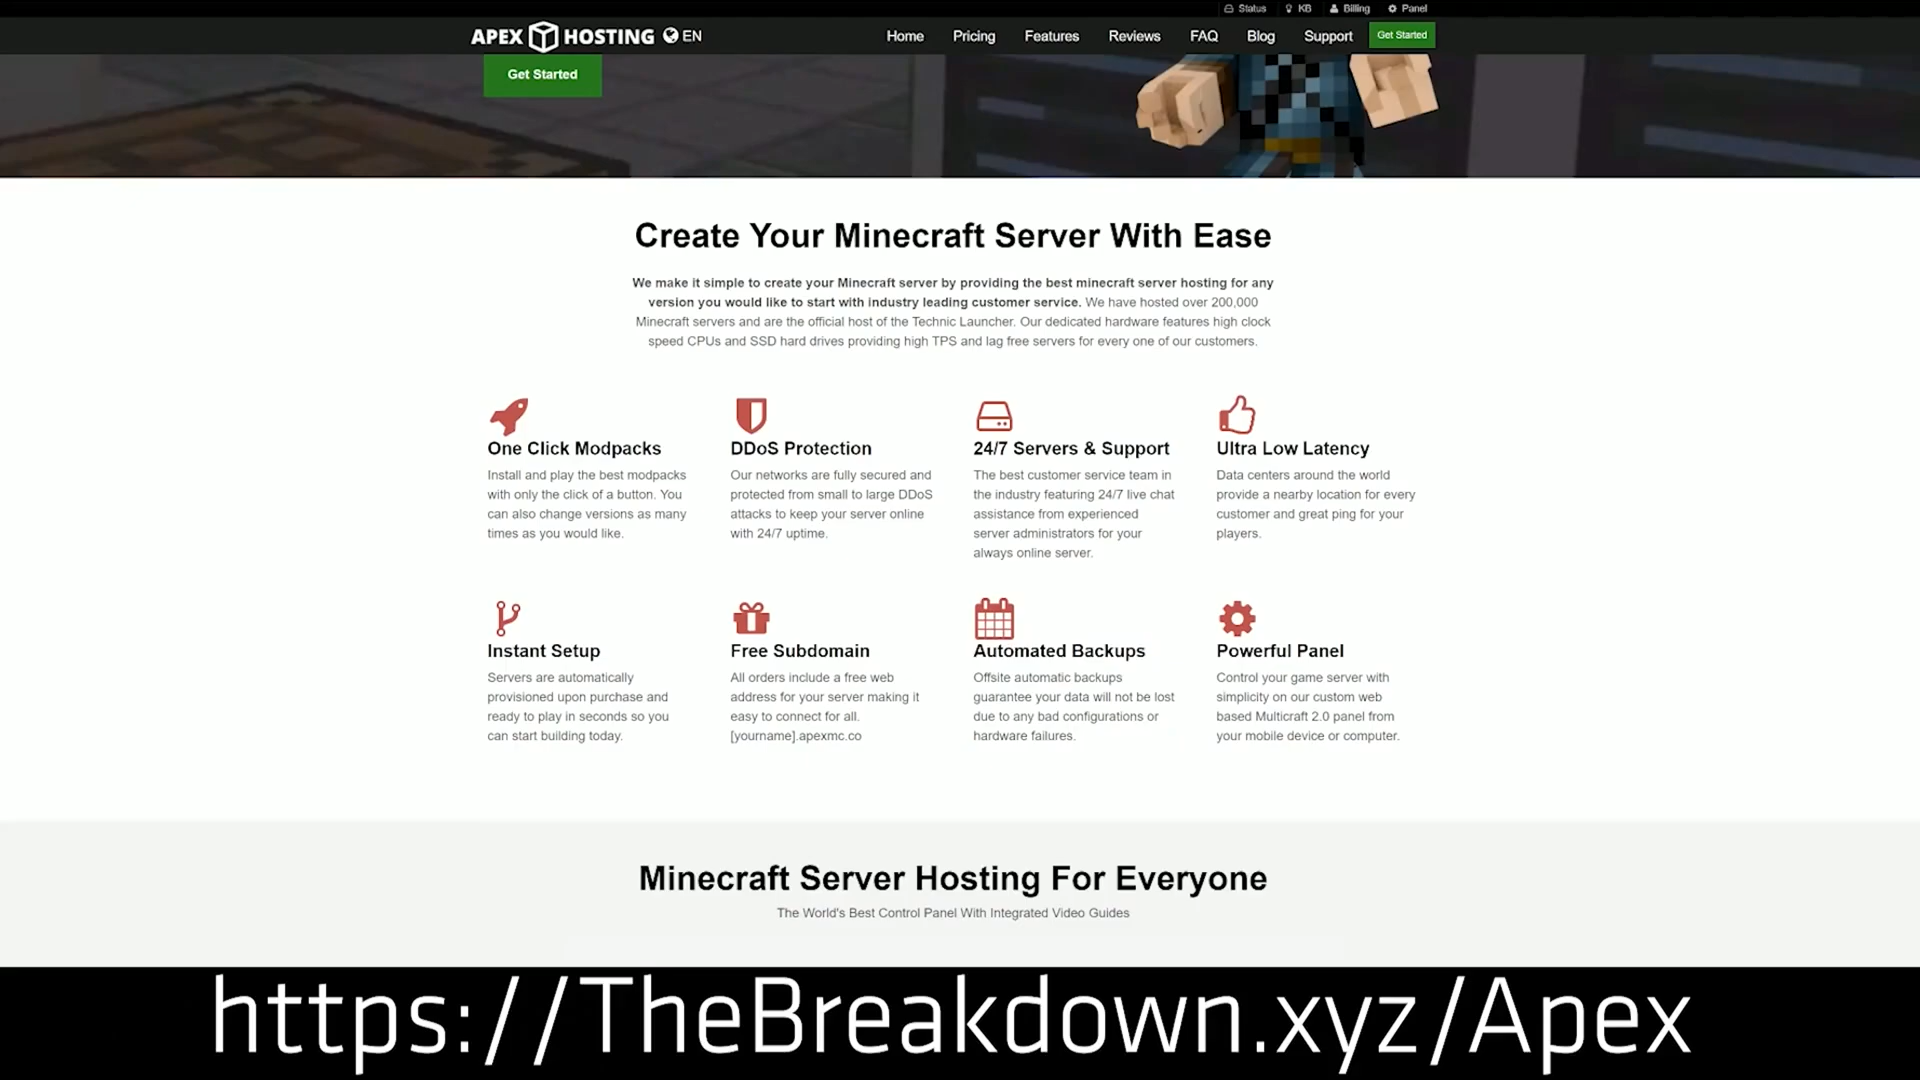 Status KB Billing Panel
APEX HOSTING EN Home Pricing Features Reviews FAQ Blog Support Get Started
Get Started
Create Your Minecraft Server With Ease
We make it simple to create your Minecraft server by providing the best minecraft server hosting for any
version you would like to start with industry leading customer service. We have hosted over 200,000
Minecraft servers and are the official host of the Technic Launcher. Our dedicated hardware features high clock
speed CPUs and SSD hard drives providing high TPS and lag free servers for every one of our customers.
One Click Modpacks
Install and play the best modpacks
with only the click of a button. You
can also change versions as many
times as you would like.
DDoS Protection
Our networks are fully secured and
protected from small to large DDoS
attacks to keep your server online
with 24/7 uptime.
24/7 Servers & Support
The best customer service team in
the industry featuring 24/7 live chat
assistance from experienced
server administrators for your
always online server.
Ultra Low Latency
Data centers around the world
provide a nearby location for every
customer and great ping for your
players.
Instant Setup
Servers are automatically
provisioned upon purchase and
ready to play in seconds so you
can start building today.
Free Subdomain
All orders include a free web
address for your server making it
easy to connect for all.
[yourname].apexmc.co
Automated Backups
Offsite automatic backups
guarantee your data will not be lost
due to any bad configurations or
hardware failures.
Powerful Panel
Control your game server with
simplicity on our custom web
based Multicraft 2.0 panel from
your mobile device or computer.
Minecraft Server Hosting For Everyone
The World's Best Control Panel With Integrated Video Guides
https://TheBreakdown.xyz/Apex